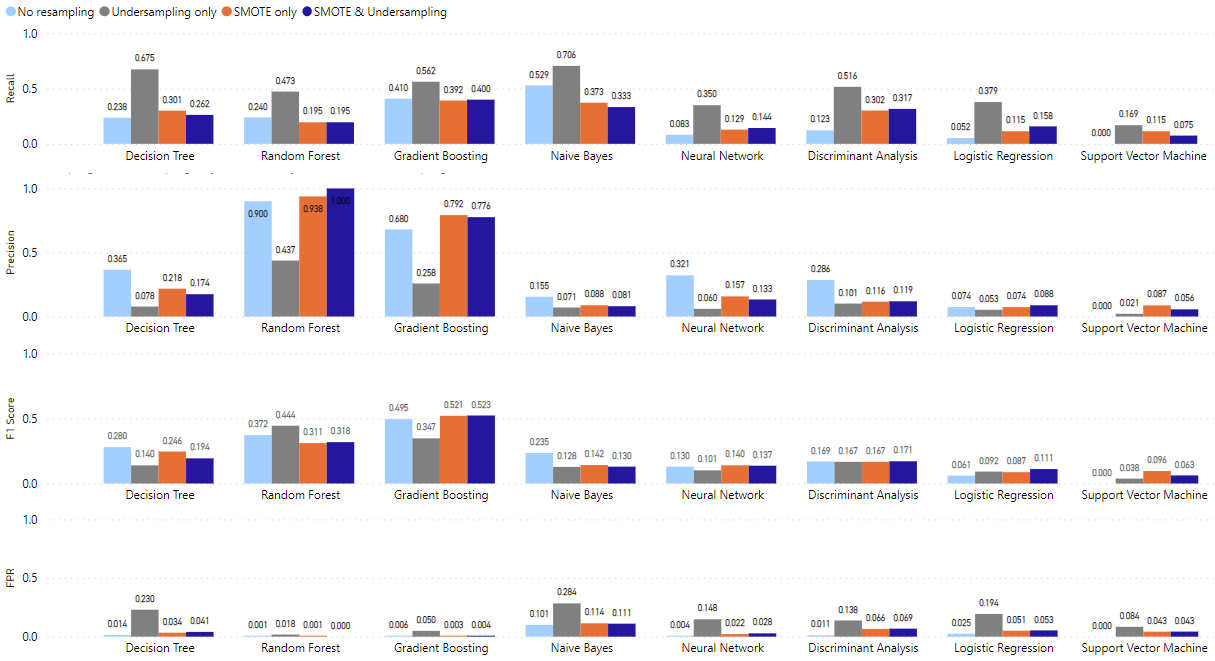 No resampling Undersampling only SMOTE only SMOTE & Undersampling
1.0
0.675 0.473 0.562 0.706 0.350 0.516 0.379 0.169
Recall 0.5 0.238 0.301 0.262 0.240 0.195 0.195 0.410 0.392 0.400 0.529 0.373 0.333 0.083 0.129 0.144 0.123 0.302 0.317 0.052 0.115 0.158 0.000 0.115 0.075
0.0
Decision Tree Random Forest Gradient Boosting Naive Bayes Neural Network Discriminant Analysis Logistic Regression Support Vector Machine
1.0
Precision 0.5 0.365 0.078 0.218 0.174 0.900 0.437 0.938 1.000 0.680 0.258 0.792 0.776 0.155 0.071 0.088 0.081 0.321 0.060 0.157 0.133 0.286 0.101 0.116 0.119 0.074 0.053 0.074 0.088 0.000 0.021 0.087 0.056
0.0
Decision Tree Random Forest Gradient Boosting Naive Bayes Neural Network Discriminant Analysis Logistic Regression Support Vector Machine
1.0
F1 Score 0.5 0.280 0.140 0.246 0.194 0.372 0.444 0.311 0.318 0.495 0.347 0.521 0.523 0.235 0.128 0.142 0.130 0.130 0.101 0.140 0.137 0.169 0.167 0.167 0.171 0.061 0.092 0.087 0.111 0.000 0.038 0.096 0.063
0.0
Decision Tree Random Forest Gradient Boosting Naive Bayes Neural Network Discriminant Analysis Logistic Regression Support Vector Machine
1.0
FPR 0.5 0.014 0.230 0.034 0.041 0.001 0.018 0.001 0.000 0.006 0.050 0.003 0.004 0.101 0.284 0.114 0.111 0.004 0.148 0.022 0.028 0.011 0.138 0.066 0.069 0.025 0.194 0.051 0.053 0.000 0.084 0.043 0.043
0.0
Decision Tree Random Forest Gradient Boosting Naive Bayes Neural Network Discriminant Analysis Logistic Regression Support Vector Machine